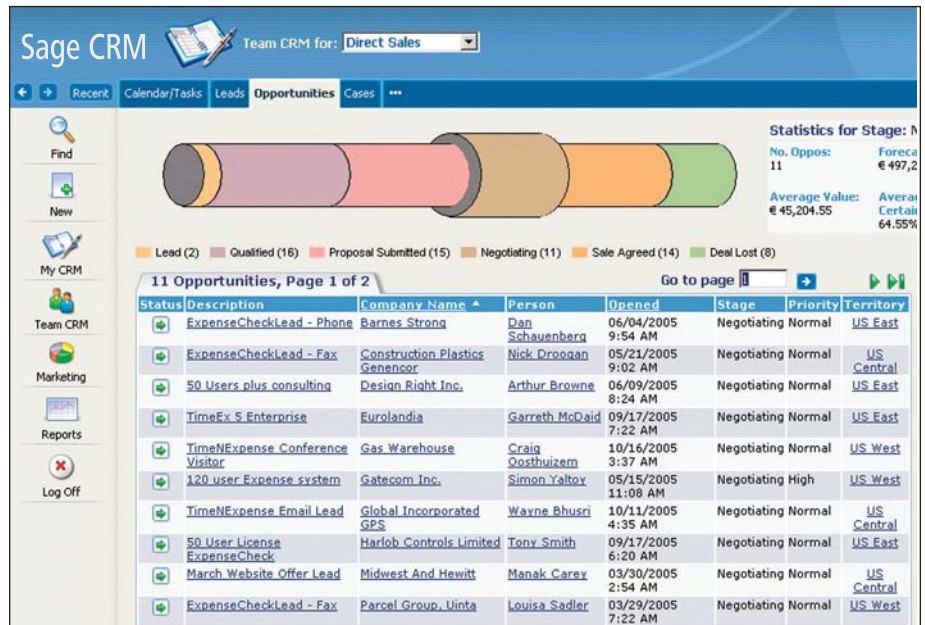 Sage CRM
Team CRM for: Direct Sales
Recent Calendar/Tasks Leads Opportunities Cases •••
Find
New
My CRM
Team CRM
Marketing
Reports
Log Off
Statistics for Stage: N
No. Oppos: Foreca
11 € 497,2
Average Value: Averag
€ 45,204.55 Certain
64.55%
Lead (2) Qualified (16) Proposal Submitted (15) Negotiating (11) Sale Agreed (14) Deal Lost (8)
11 Opportunities, Page 1 of 2 Go to page 1
Status Description Company Name Person Opened Stage Priority Territory
ExpenseCheckLead - Phone Barnes Strong Dan Schauenberg 06/04/2005 9:54 AM Negotiating Normal US East
ExpenseCheckLead - Fax Construction Plastics Genencor Nick Droogan 05/21/2005 9:02 AM Negotiating Normal US Central
50 Users plus consulting Design Right Inc. Arthur Browne 06/09/2005 8:24 AM Negotiating Normal US East
TimeEx 5 Enterprise Eurolandia Garreth McDaid 09/17/2005 7:22 AM Negotiating Normal US East
TimeNExpense Conference Visitor Gas Warehouse Craig Oosthuizem 10/16/2005 3:37 AM Negotiating Normal US West
120 user Expense system Gatecom Inc. Simon Yaltoy 05/15/2005 11:08 AM Negotiating High US West
TimeNExpense Email Lead Global Incorporated GPS Wayne Bhusri 10/11/2005 4:35 AM Negotiating Normal US Central
50 User License ExpenseCheck Harlob Controls Limited Tony Smith 09/17/2005 6:20 AM Negotiating Normal US East
March Website Offer Lead Midwest And Hewitt Manak Carey 03/30/2005 2:54 AM Negotiating Normal US Central
ExpenseCheckLead - Fax Parcel Group, Uinta Louisa Sadler 03/29/2005 7:22 AM Negotiating Normal US West